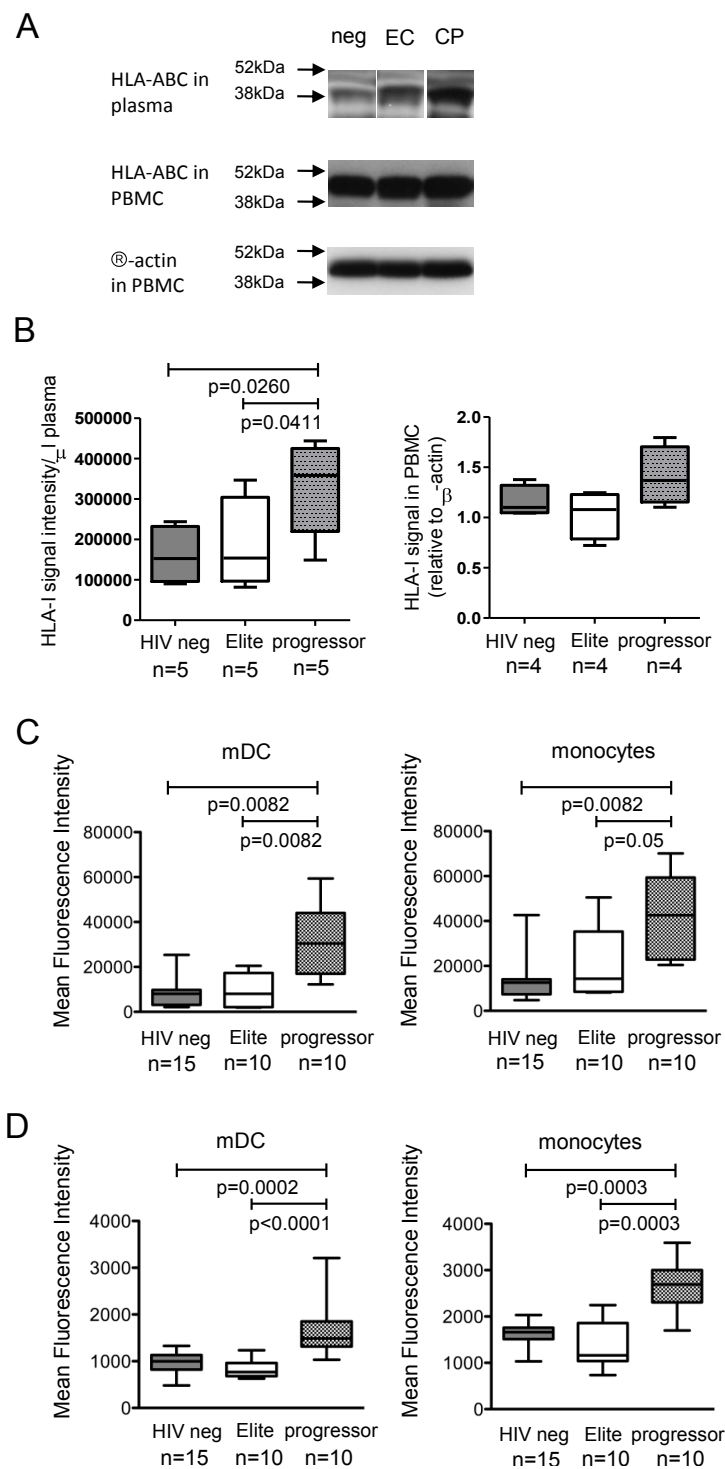 A
neg EC CP
HLA-ABC in
plasma
52kDa
38kDa
HLA-ABC in
PBMC
52kDa
38kDa
®-actin
in PBMC
52kDa
38kDa
B
p=0.0260
p=0.0411
HLA-I signal intensity/μl plasma
500000
400000
300000
200000
100000
0
HIV neg Elite progressor
n=5 n=5 n=5
HLA-I signal in PBMC
(relative to β-actin)
2.0
1.5
1.0
0.5
0.0
HIV neg Elite progressor
n=4 n=4 n=4
C
mDC
p=0.0082
p=0.0082
Mean Fluorescence Intensity
80000
60000
40000
20000
0
HIV neg Elite progressor
n=15 n=10 n=10
monocytes
p=0.0082
p=0.05
Mean Fluorescence Intensity
80000
60000
40000
20000
0
HIV neg Elite progressor
n=15 n=10 n=10
D
mDC
p=0.0002
p<0.0001
Mean Fluorescence Intensity
4000
3000
2000
1000
0
HIV neg Elite progressor
n=15 n=10 n=10
monocytes
p=0.0003
p=0.0003
Mean Fluorescence Intensity
4000
3000
2000
1000
0
HIV neg Elite progressor
n=15 n=10 n=10